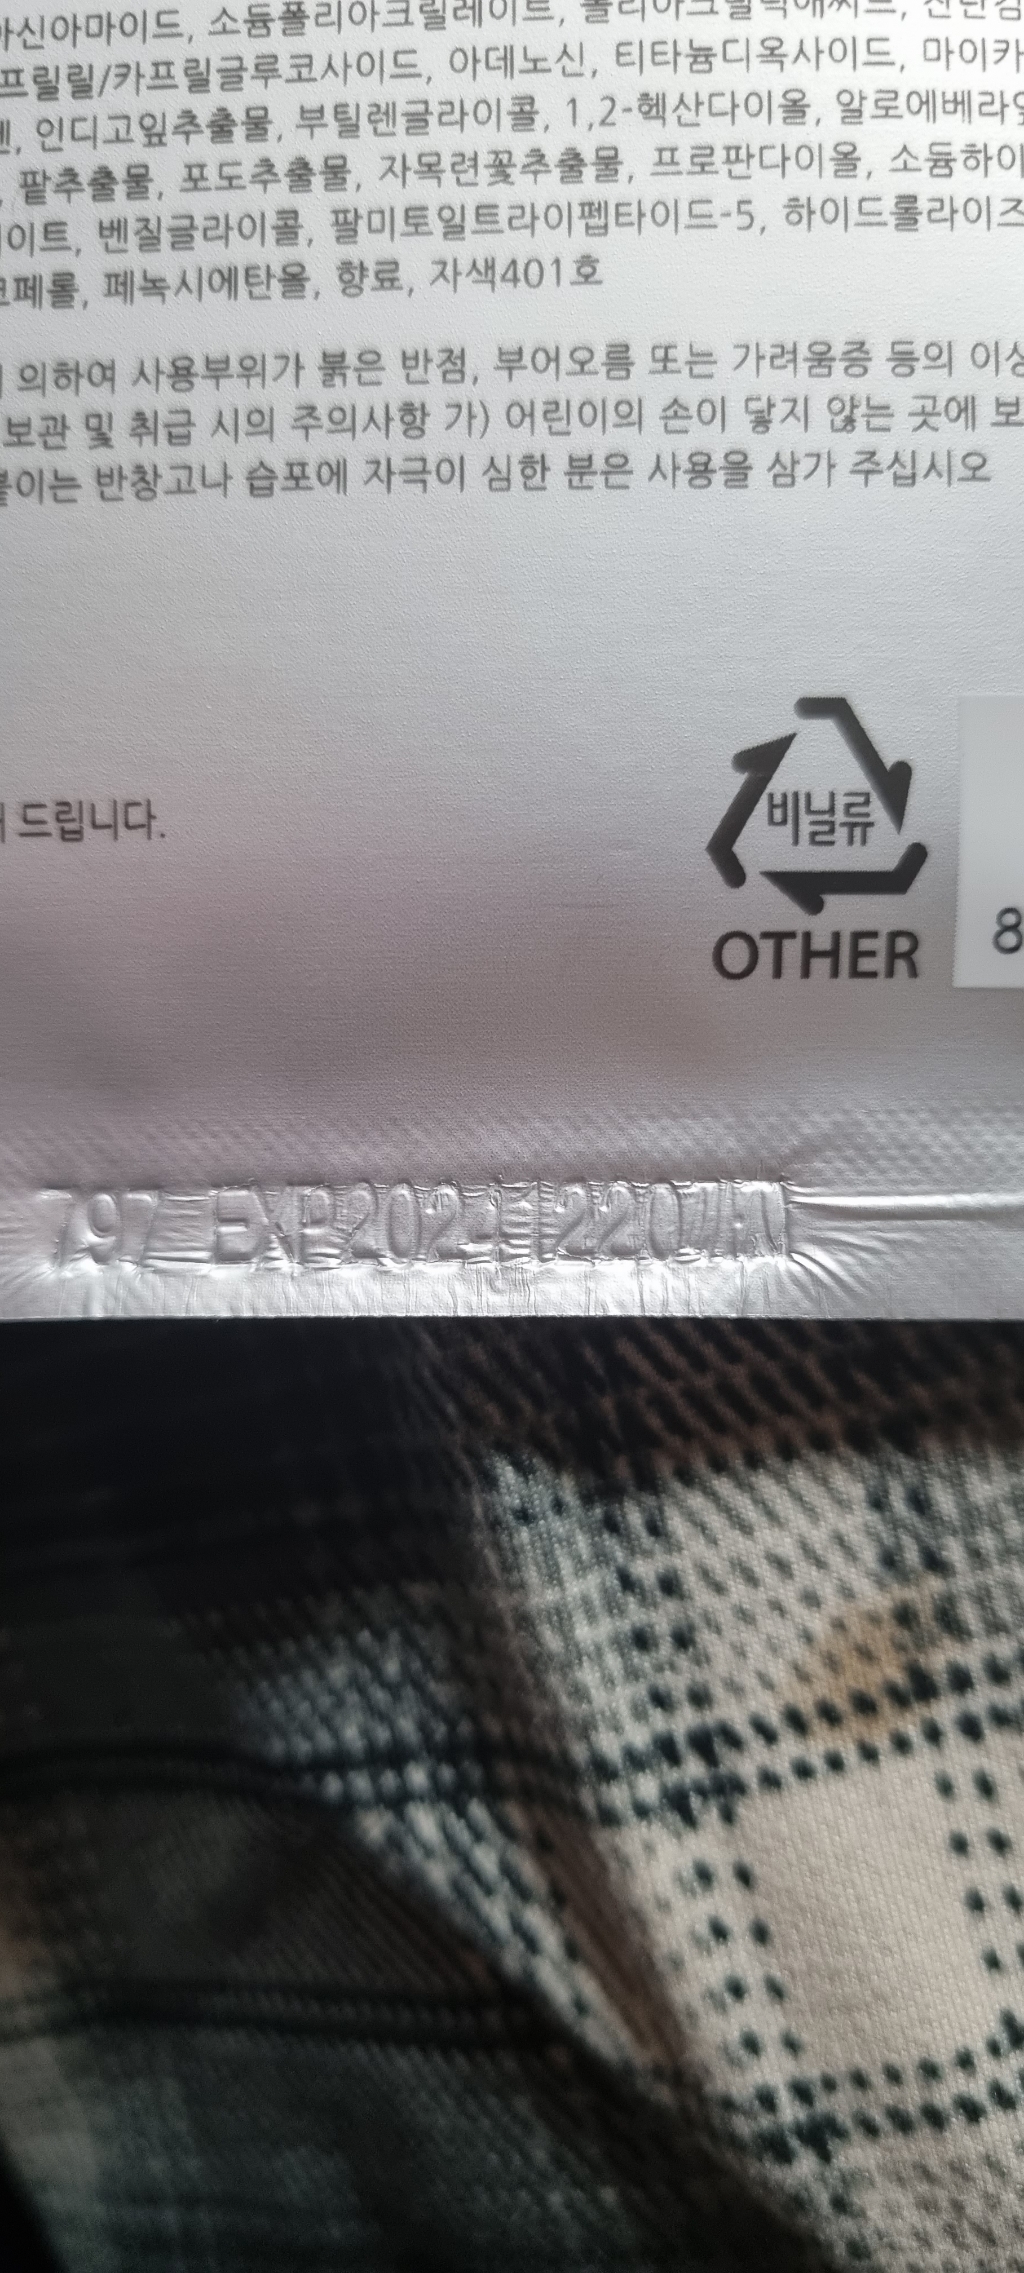 아신아마이드, 소듐폴리아크릴레이트,
프릴릴/카프릴글루코사이드, 아데노신, 티타늄디옥사이드, 마이카
인디고잎추출물, 부틸렌글라이콜, 1,2-헥산다이올, 알로에베라잎
, 팥추출물, 포도추출물, 자목련꽃추출물, 프로판다이올, 소듐하이
이트, 벤질글라이콜, 팔미토일트라이펩타이드-5, 하이드롤라이즈
코페롤, 페녹시에탄올, 향료, 자색401호
의하여 사용부위가 붉은 반점, 부어오름 또는 가려움증 등의 이상
보관 및 취급 시의 주의사항 가) 어린이의 손이 닿지 않는 곳에 보
붙이는 반창고나 습포에 자극이 심한 분은 사용을 삼가 주십시오
드립니다.
비닐류
OTHER
8
797 EXP